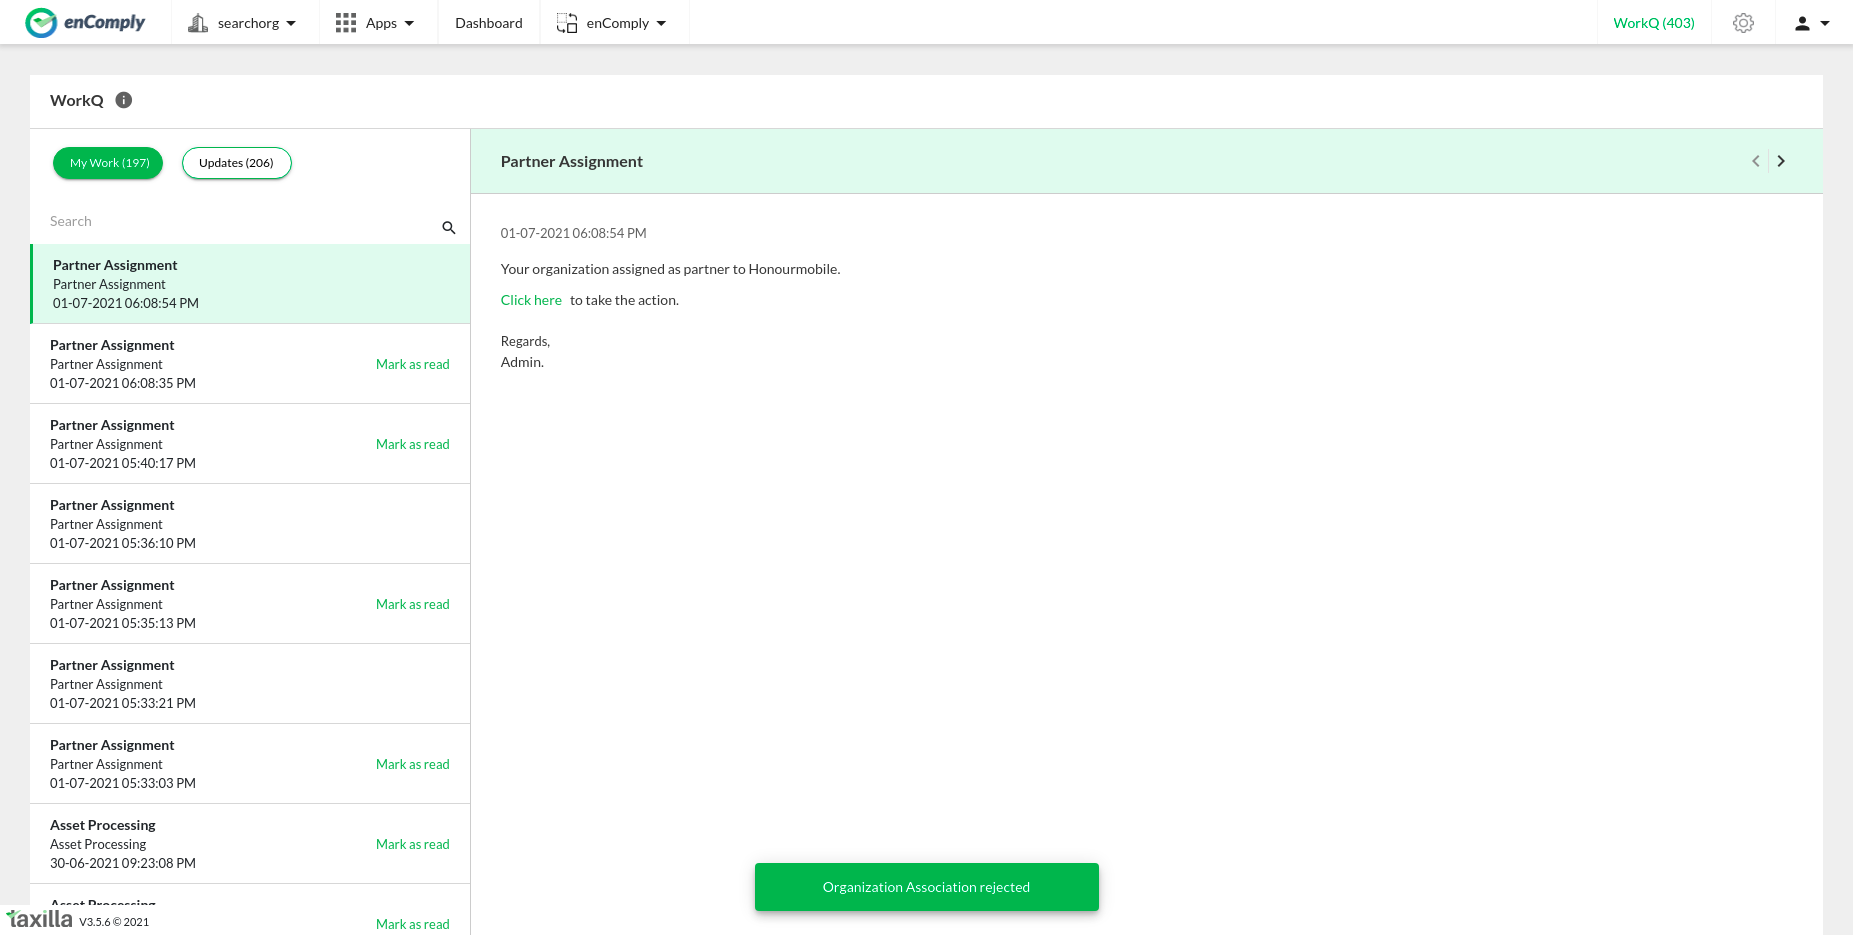 enComply
searchorg
Apps
Dashboard
enComply
WorkQ (403)
WorkQ
My Work (197)
Updates (206)
Search
Partner Assignment
Partner Assignment
01-07-2021 06:08:54 PM
Partner Assignment
Partner Assignment
Mark as read
01-07-2021 06:08:35 PM
Partner Assignment
Partner Assignment
Mark as read
01-07-2021 05:40:17 PM
Partner Assignment
Partner Assignment
01-07-2021 05:36:10 PM
Partner Assignment
Partner Assignment
Mark as read
01-07-2021 05:35:13 PM
Partner Assignment
Partner Assignment
01-07-2021 05:33:21 PM
Partner Assignment
Partner Assignment
Mark as read
01-07-2021 05:33:03 PM
Asset Processing
Asset Processing
Mark as read
30-06-2021 09:23:08 PM
Asset Processing
Mark as read
Partner Assignment
01-07-2021 06:08:54 PM
Your organization assigned as partner to Honourmobile.
Click here to take the action.
Regards,
Admin.
Organization Association rejected
taxilla V3.5.6 © 2021